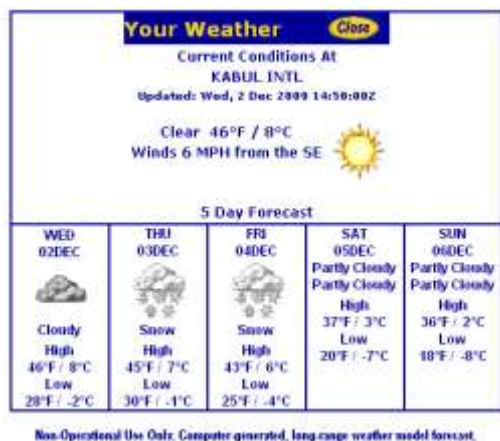 Your Weather Close
Current Conditions At
KABUL INTL
Updated: Wed, 2 Dec 2009 14:50:00Z
Clear 46°F / 8°C
Winds 6 MPH from the SE
5 Day Forecast
WED
02DEC
Cloudy
High
46°F / 8°C
Low
28°F / -2°C
THU
03DEC
Snow
High
45°F / 7°C
Low
30°F / -1°C
FRI
04DEC
Snow
High
43°F / 6°C
Low
25°F / -4°C
SAT
05DEC
Partly Cloudy
Partly Cloudy
High
37°F / 3°C
Low
20°F / -7°C
SUN
06DEC
Partly Cloudy
Partly Cloudy
High
36°F / 2°C
Low
18°F / -8°C
Non-Operational Use Only. Computer generated, long-range weather model forecast.